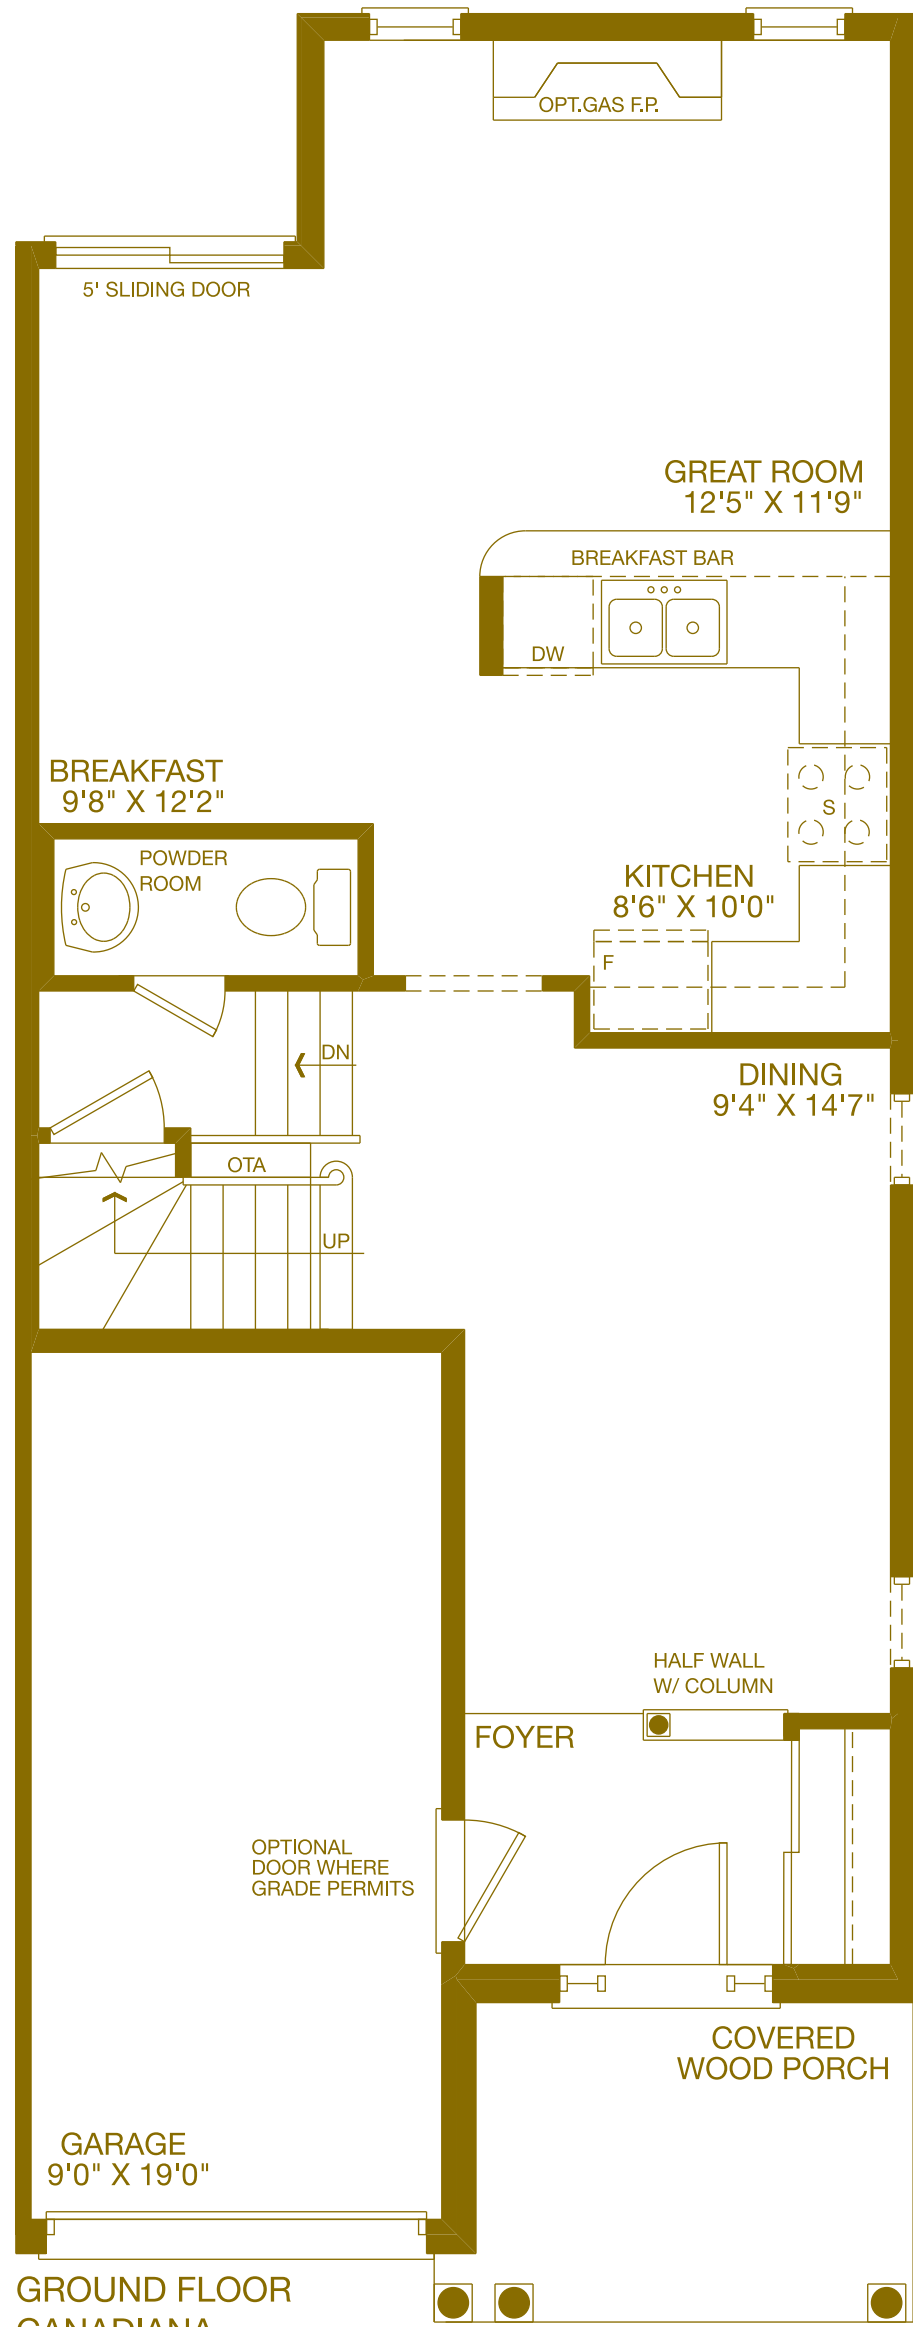 OPT.GAS F.P.
5' SLIDING DOOR
GREAT ROOM
12'5" X 11'9"
BREAKFAST BAR
DW
BREAKFAST
9'8" X 12'2"
S
POWDER
ROOM
KITCHEN
8'6" X 10'0"
F
DN
DINING
9'4" X 14'7"
OTA
UP
HALF WALL
W/ COLUMN
FOYER
OPTIONAL
DOOR WHERE
GRADE PERMITS
COVERED
WOOD PORCH
GARAGE
9'0" X 19'0"
GROUND FLOOR
CANADIANA